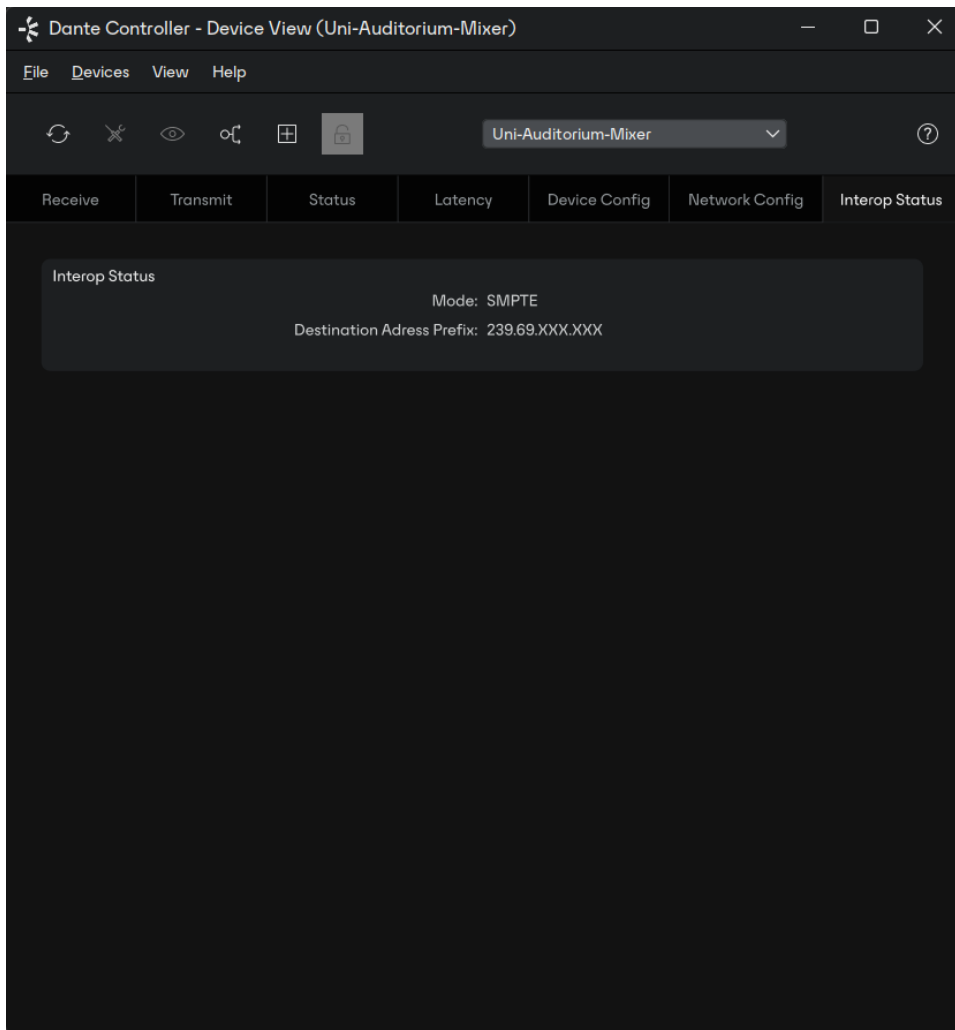 Dante Controller - Device View (Uni-Auditorium-Mixer)
File Devices View Help
Uni-Auditorium-Mixer
Receive Transmit Status Latency Device Config Network Config Interop Status
Interop Status
Mode: SMPTE
Destination Adress Prefix: 239.69.XXX.XXX